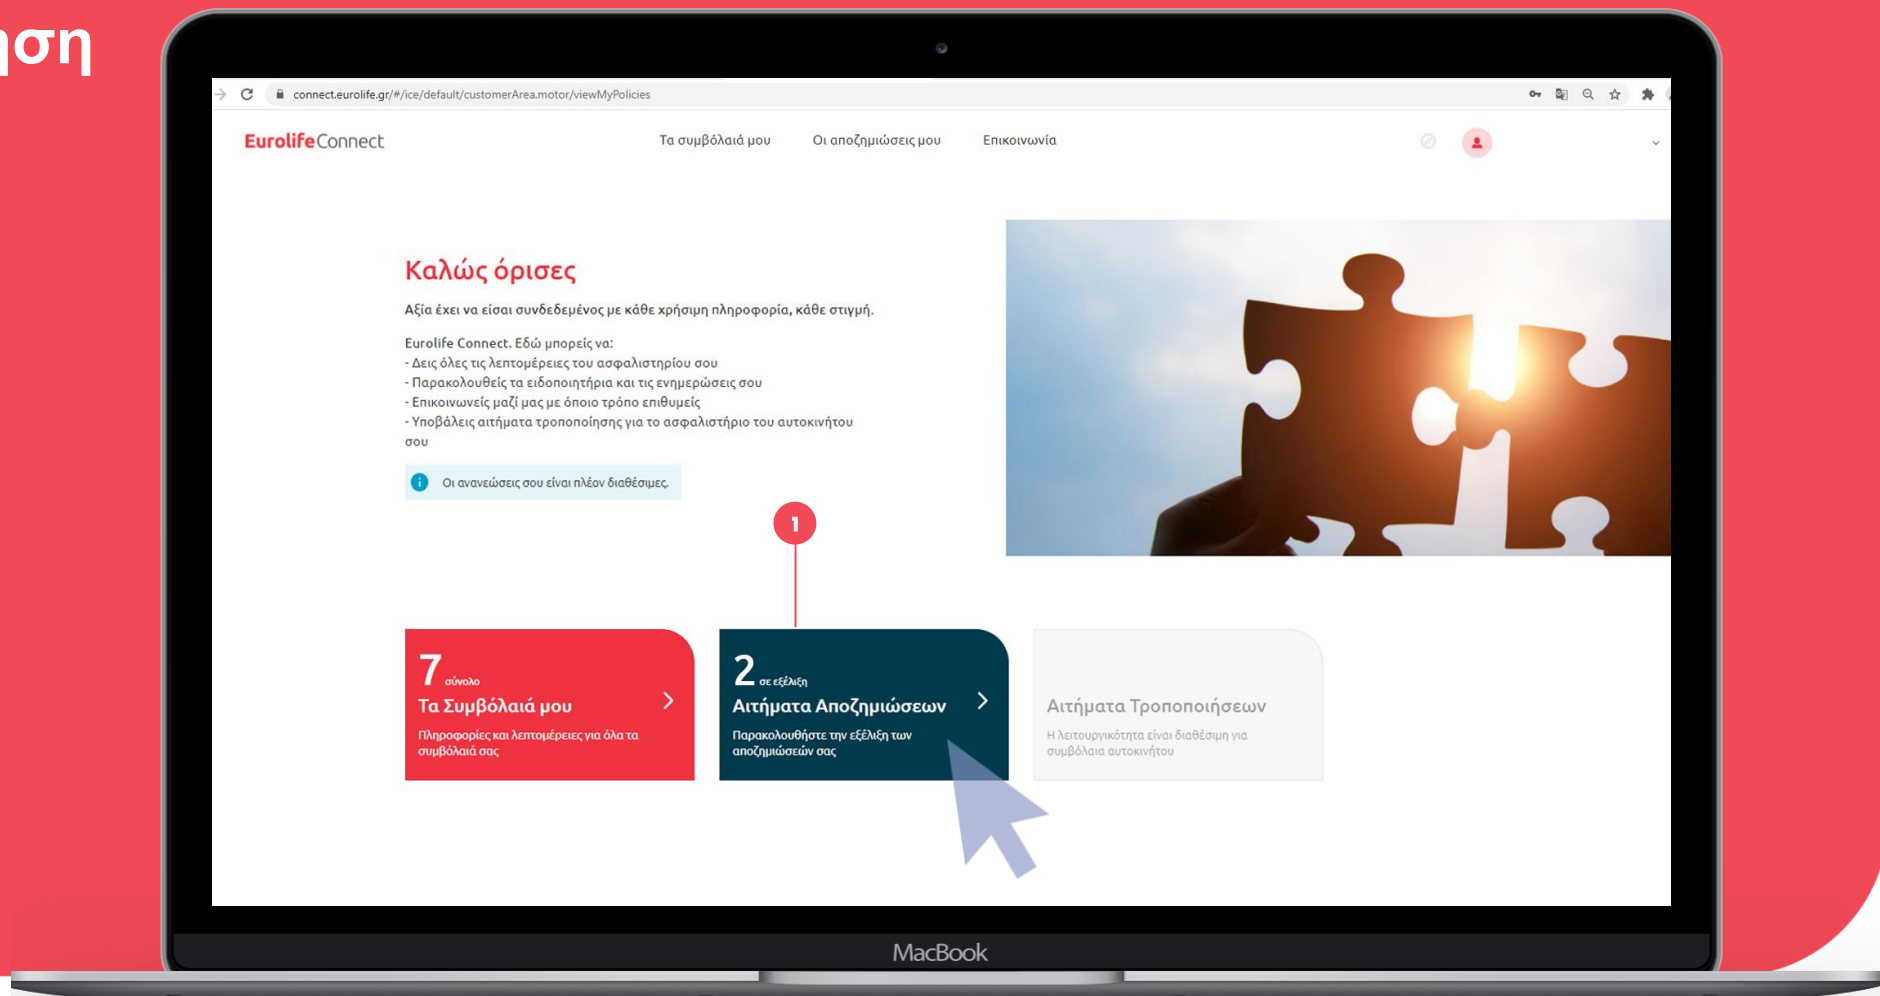 ηση
connect.eurolife.gr/#/ice/default/customerArea.motor/viewMyPolicies
EurolifeConnect
Τα συμβόλαιά μου
Οι αποζημιώσεις μου
Επικοινωνία
Καλώς όρισες
Αξία έχει να είσαι συνδεδεμένος με κάθε χρήσιμη πληροφορία, κάθε στιγμή.
Eurolife Connect. Εδώ μπορείς να:
- Δεις όλες τις λεπτομέρειες του ασφαλιστηρίου σου
- Παρακολουθείς τα ειδοποιητήρια και τις ενημερώσεις σου
- Επικοινωνείς μαζί μας με όποιο τρόπο επιθυμείς
- Υποβάλεις αιτήματα τροποποίησης για το ασφαλιστήριο του αυτοκινήτου
σου
Οι ανανεώσεις σου είναι πλέον διαθέσιμες.
1
7 σύνολο
Τα Συμβόλαιά μου
Πληροφορίες και λεπτομέρειες για όλα τα
συμβόλαιά σας
2 σε εξέλιξη
Αιτήματα Αποζημιώσεων
Παρακολουθήστε την εξέλιξη των
αποζημιώσεών σας
Αιτήματα Τροποποιήσεων
Η λειτουργικότητα είναι διαθέσιμη για
συμβόλαια αυτοκινήτου
MacBook